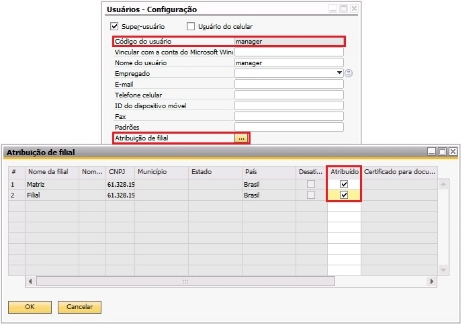 Usuários - Configuração
Super-usuário
Usuário do celular
Código do usuário manager
Vincular com a conta do Microsoft Wini
Nome do usuário manager
Empregado
E-mail
Telefone celular
ID do dispositivo móvel
Fax
Padrões
Atribuição de filial ...
Atribuição de filial
# Nome da filial Nom... CNPJ Município Estado País Desati... Atribuído Certificado para docu...
1 Matriz 61.328.15 Brasil
2 Filial 61.328.15 Brasil
OK Cancelar